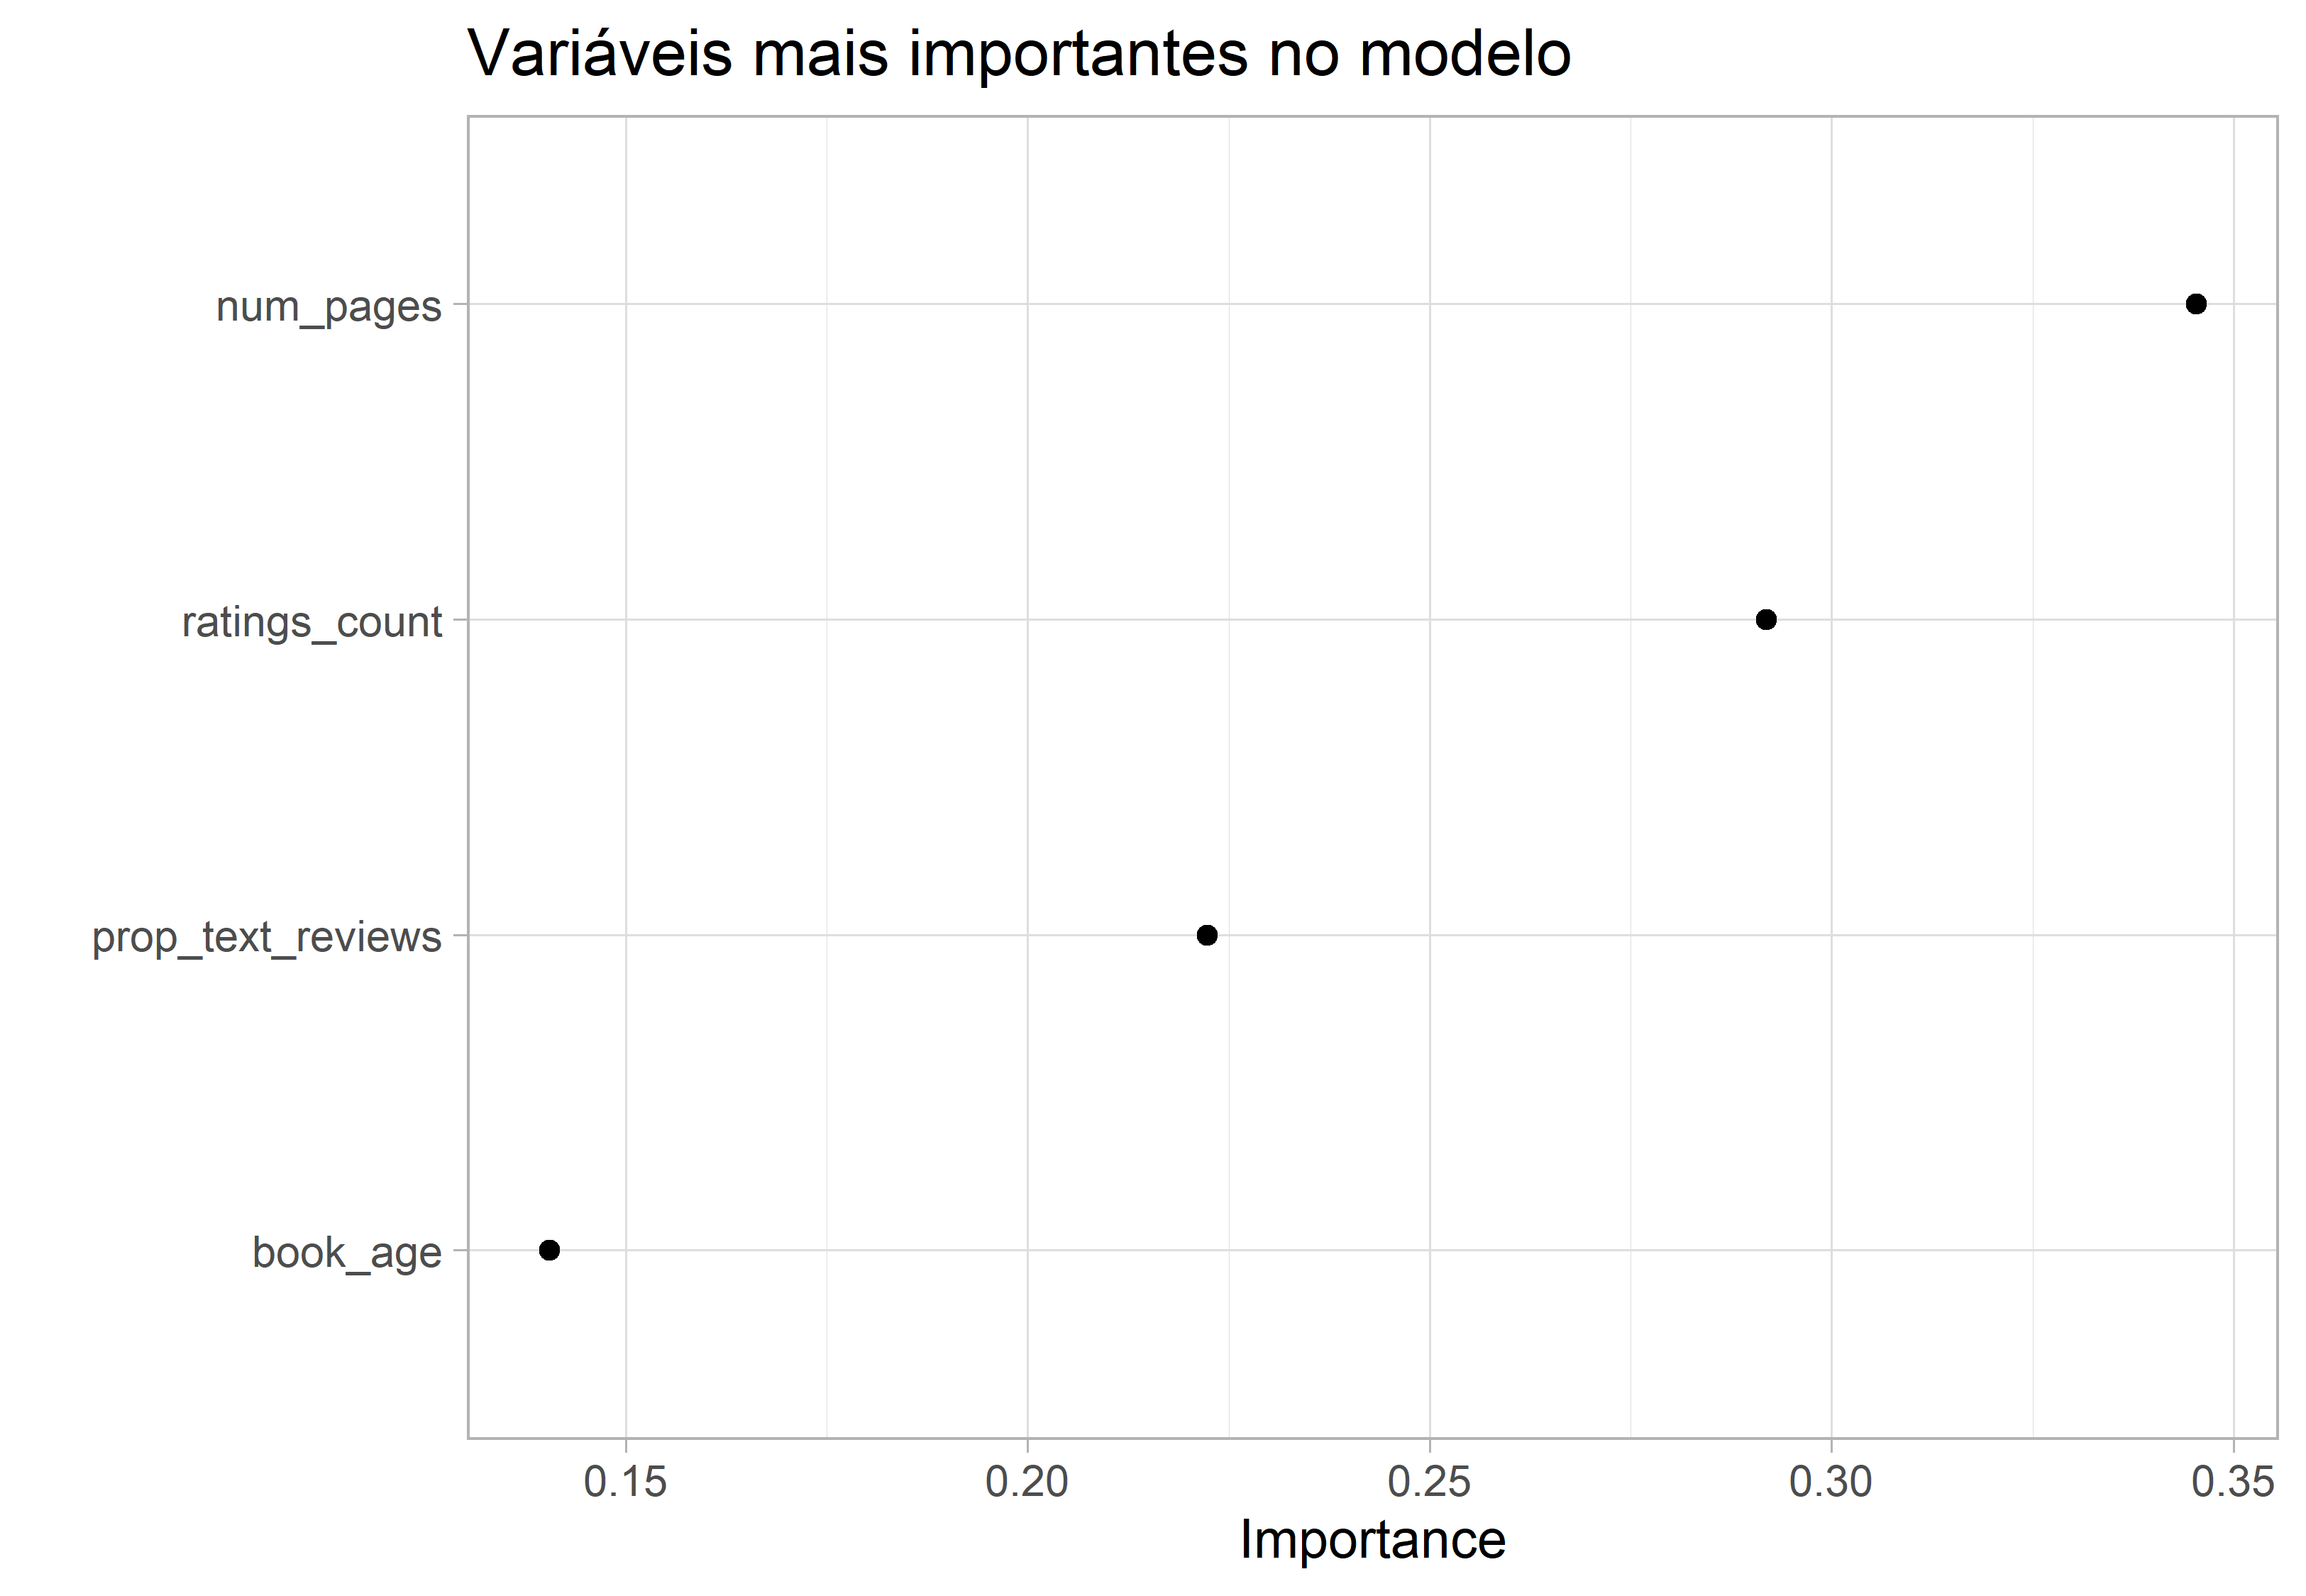 Variáveis mais importantes no modelo
num_pages
ratings_count
prop_text_reviews
book_age
0.15 0.20 0.25 0.30 0.35
Importance